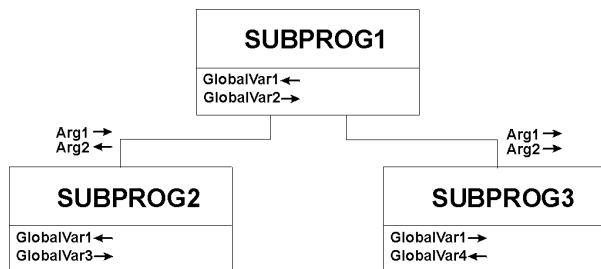 SUBPROG1
GlobalVar1←
GlobalVar2→
Arg1 →
Arg2 ←
Arg1 →
Arg2 →
SUBPROG2
GlobalVar1←
GlobalVar3→
SUBPROG3
GlobalVar1→
GlobalVar4←